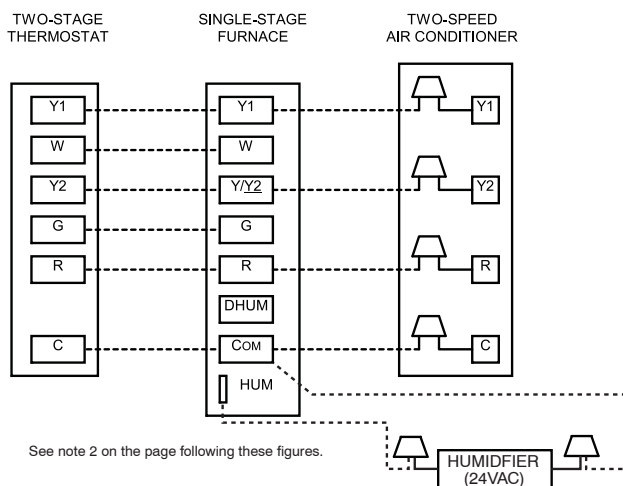 TWO-STAGE
THERMOSTAT
SINGLE-STAGE
FURNACE
TWO-SPEED
AIR CONDITIONER
Y1
Y1
Y1
W
W
Y2
Y/Y2
Y2
G
G
R
R
R
DHUM
C
COM
C
HUM
See note 2 on the page following these figures.
HUMIDFIER
(24VAC)